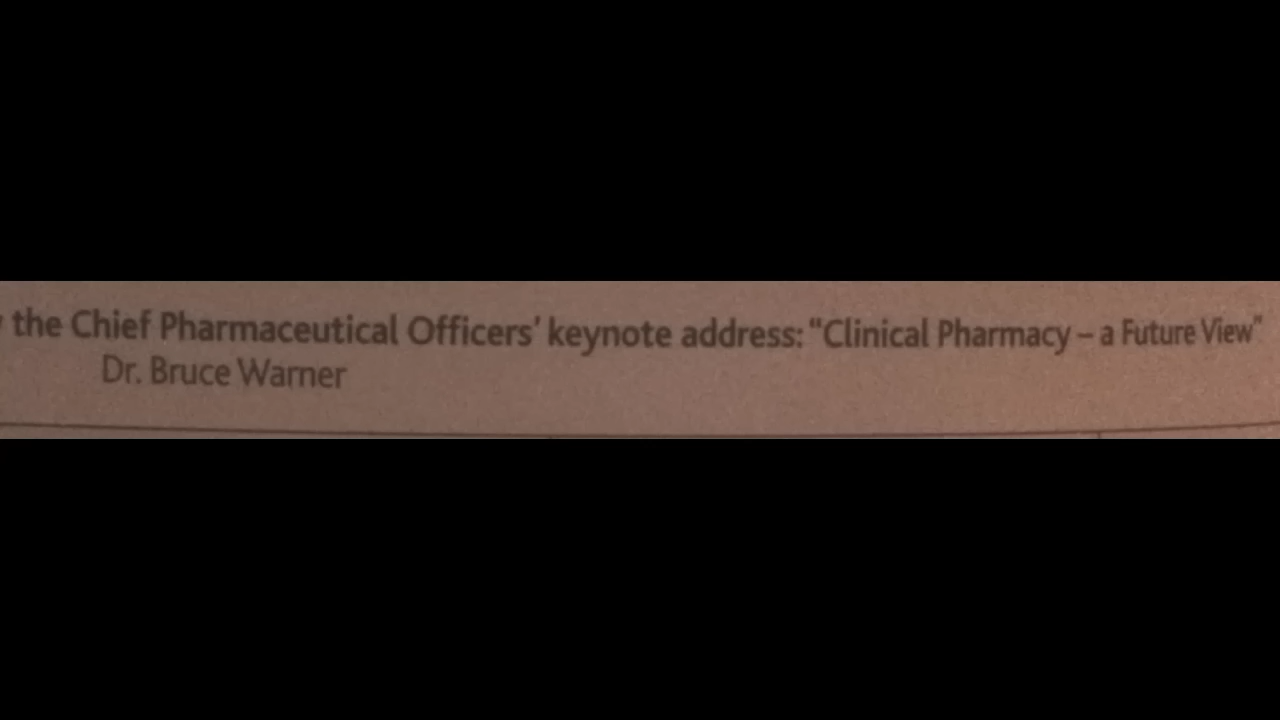 the Chief Pharmaceutical Officers' keynote address: "Clinical Pharmacy – a Future View"
Dr. Bruce Warner